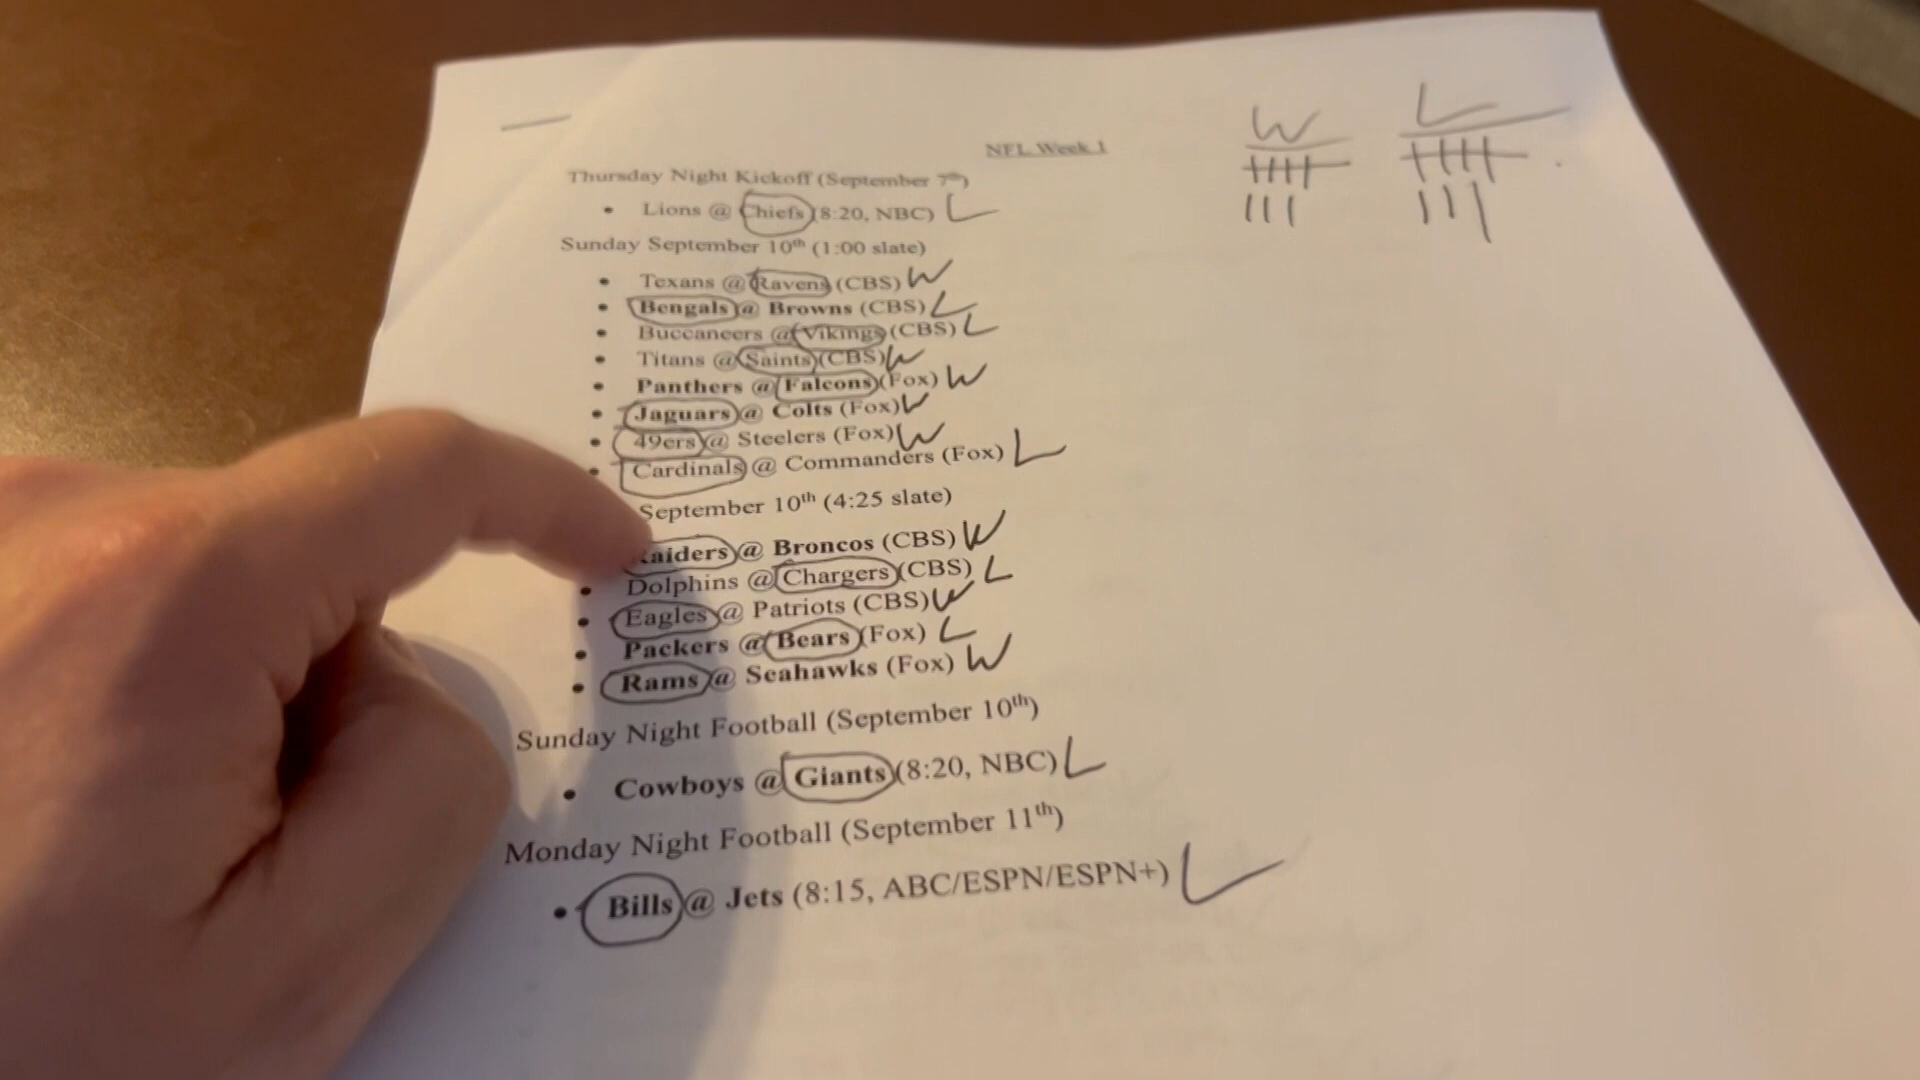 W L
NFL Week 1
Thursday Night Kickoff (September 7th)
• Lions @ Chiefs (8:20, NBC) L
Sunday September 10th (1:00 slate)
• Texans @ Ravens (CBS) W
• Bengals @ Browns (CBS) L
• Buccaneers @ Vikings (CBS) L
• Titans @ Saints (CBS) W
• Panthers @ Falcons (Fox) W
• Jaguars @ Colts (Fox) W
• 49ers @ Steelers (Fox) W
• Cardinals @ Commanders (Fox) L
September 10th (4:25 slate)
Raiders @ Broncos (CBS) W
• Dolphins @ Chargers (CBS) L
• Eagles @ Patriots (CBS) W
• Packers @ Bears (Fox) L
• Rams @ Seahawks (Fox) W
Sunday Night Football (September 10th)
• Cowboys @ Giants (8:20, NBC) L
Monday Night Football (September 11th)
• Bills @ Jets (8:15, ABC/ESPN/ESPN+) L